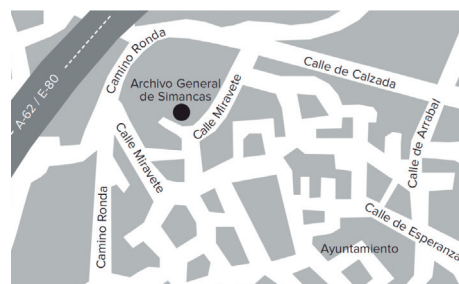 A-62 / E-80
Camino Ronda
Archivo General
de Simancas
Calle Miravete
Calle de Calzada
Calle Miravete
Calle de Arrabal
Camino Ronda
Calle de Esperanza
Ayuntamiento